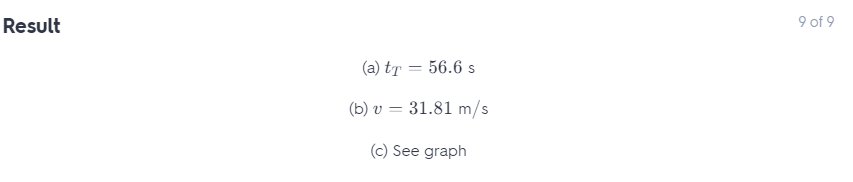 Result
9 of 9
(a) t_T = 56.6 s
(b) v = 31.81 m/s
(c) See graph